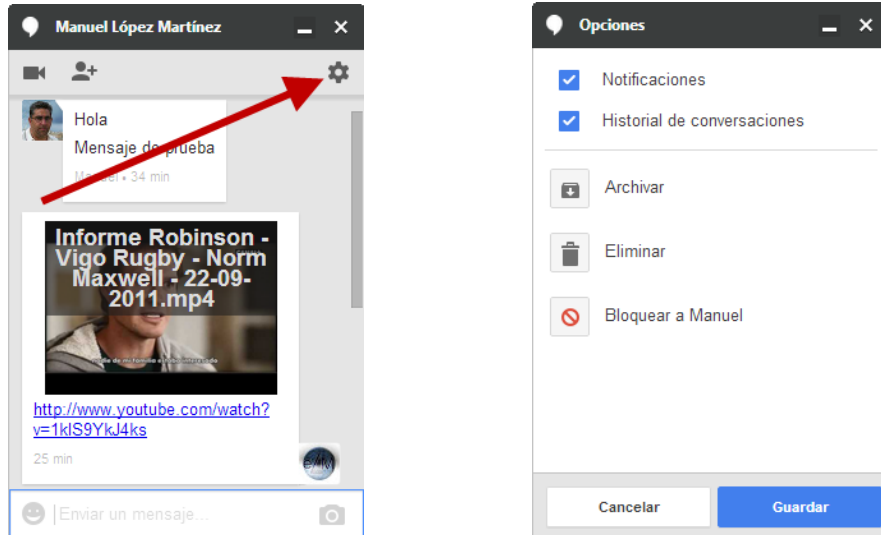 Manuel López Martínez
Hola
Mensaje de prueba
Manuel • 34 min
Informe Robinson -
Vigo Rugby - Norm
Maxwell - 22-09-
2011.mp4
http://www.youtube.com/watch?
v=1klS9YkJ4ks
25 min
Enviar un mensaje...
Opciones
Notificaciones
Historial de conversaciones
Archivar
Eliminar
Bloquear a Manuel
Cancelar
Guardar